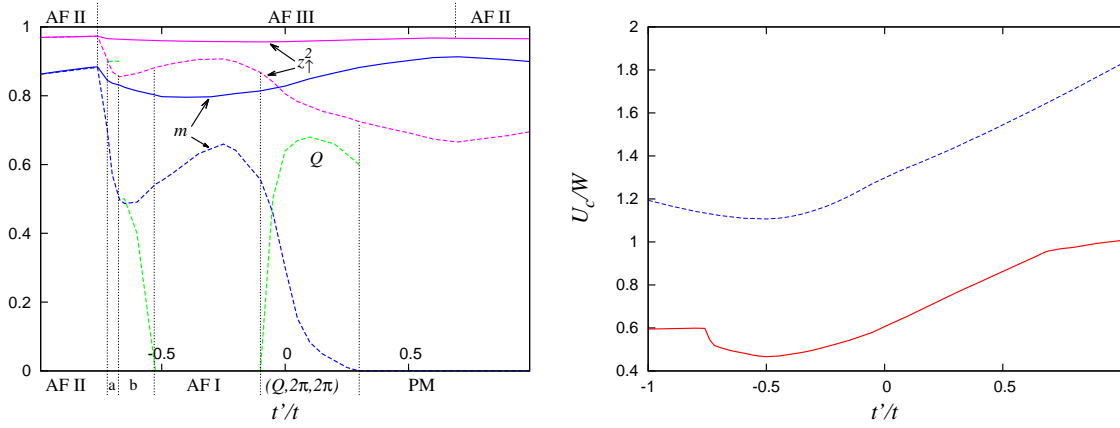 AF II AF III AF II
1
0.8
0.6
0.4
0.2
0
z↑²
m
Q
-0.5 0 0.5
AF II a b AF I (Q,2π,2π) PM
t'/t
2
1.8
1.6
1.4
1.2
1
0.8
0.6
0.4
U_c/W
-1 -0.5 0 0.5 1
t'/t